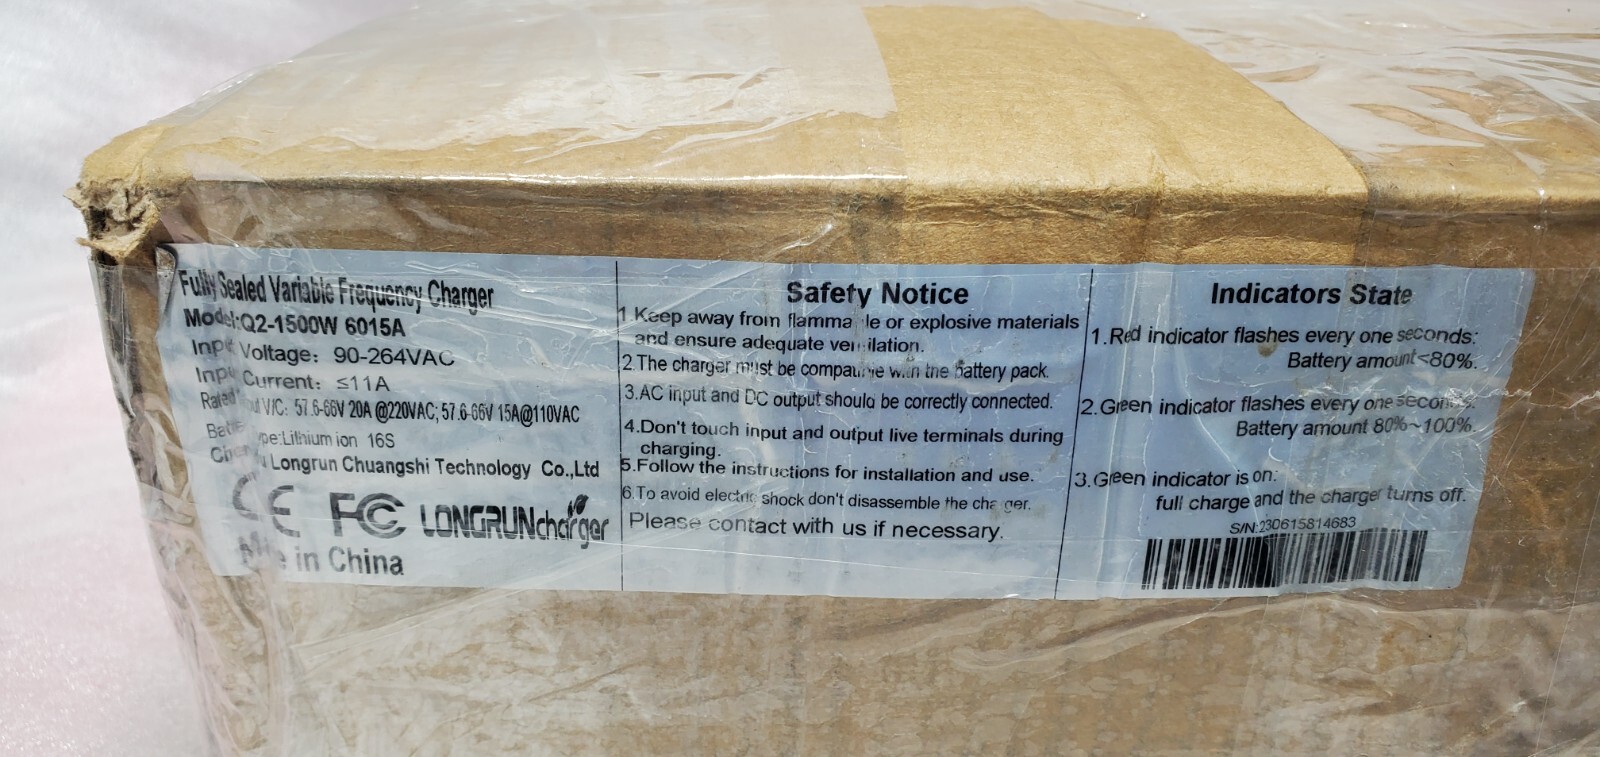 Fully Sealed Variable Frequency Charger
Model:Q2-1500W 6015A
Voltage: 90-264VAC
Current: ≤11A
Rated V/C: 57.6-66V 20A @220VAC; 57.6-66V 15A@110VAC
Lithium ion 16S
Longrun Chuangshi Technology Co.,Ltd
CE FC LONGRUNcharger
in China
Safety Notice
1 Keep away from or explosive materials
and ensure adequate
2.The charger must be with the battery pack.
3.AC input and DC output should be correctly connected.
4.Don't touch input and output live terminals during
charging.
5.Follow the instructions for installation and use.
6.To avoid electric shock don't disassemble the
Please contact with us if necessary.
Indicators State
1.Red indicator flashes every one seconds:
Battery amount<80%.
2.Green indicator flashes every one
Battery amount 80%~100%.
3.Green indicator is on:
full charge and the charger turns off.
S/N:230615814683